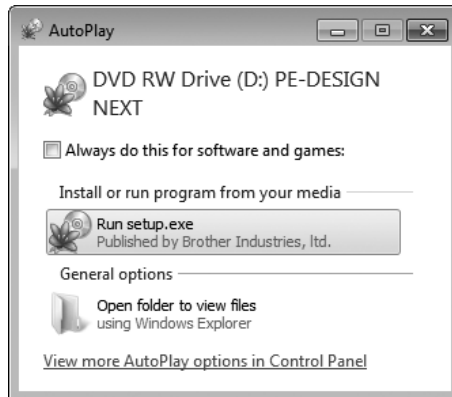 AutoPlay
DVD RW Drive (D:) PE-DESIGN
NEXT
Always do this for software and games:
Install or run program from your media
Run setup.exe
Published by Brother Industries, ltd.
General options
Open folder to view files
using Windows Explorer
View more AutoPlay options in Control Panel